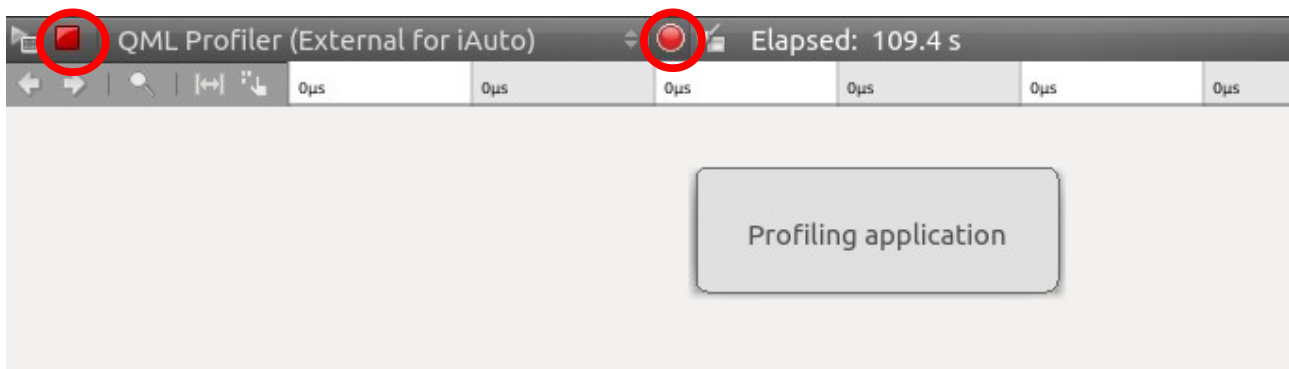 QML Profiler (External for iAuto) Elapsed: 109.4 s
0µs 0µs 0µs 0µs 0µs 0µs
Profiling application